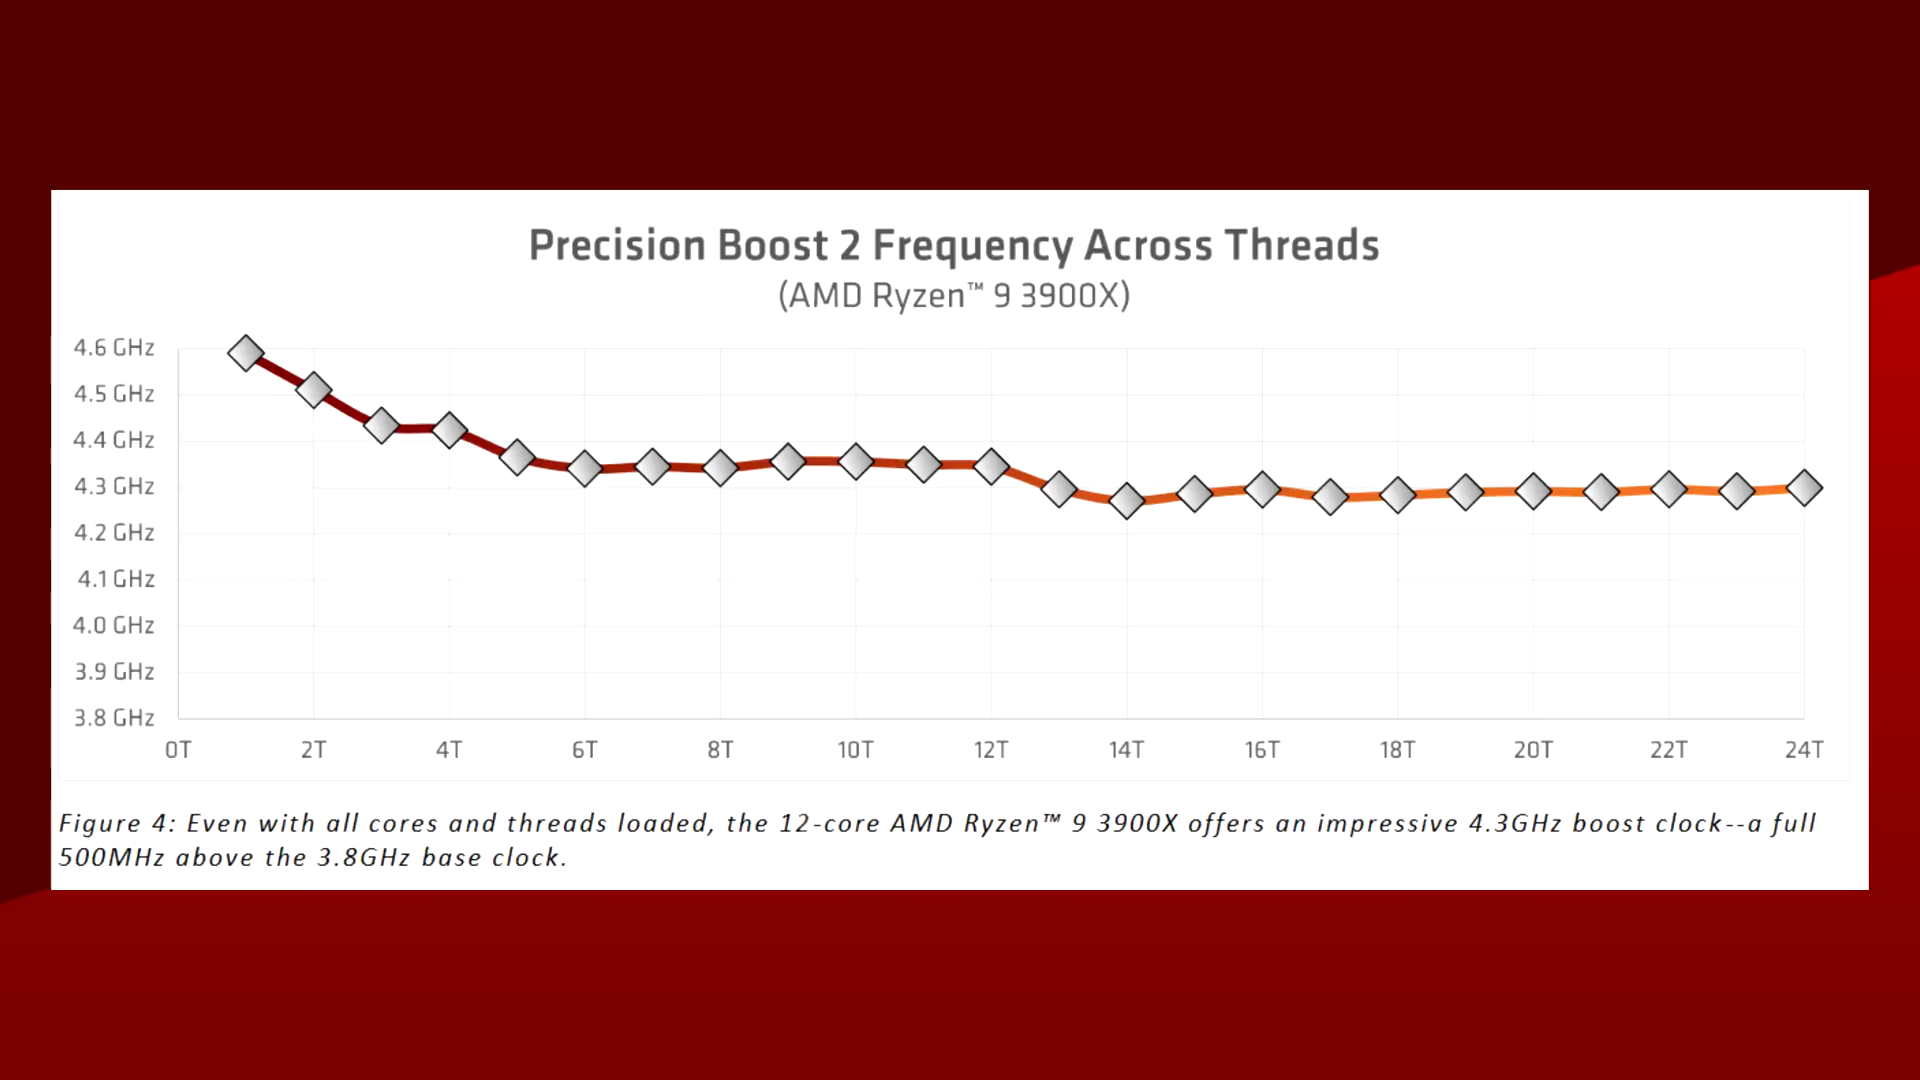 Precision Boost 2 Frequency Across Threads
(AMD Ryzen™ 9 3900X)
4.6 GHz
4.5 GHz
4.4 GHz
4.3 GHz
4.2 GHz
4.1 GHz
4.0 GHz
3.9 GHz
3.8 GHz
0T 2T 4T 6T 8T 10T 12T 14T 16T 18T 20T 22T 24T
Figure 4: Even with all cores and threads loaded, the 12-core AMD Ryzen™ 9 3900X offers an impressive 4.3GHz boost clock--a full
500MHz above the 3.8GHz base clock.